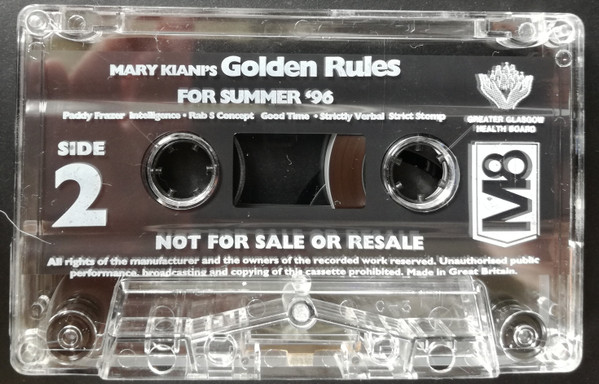 MARY KIANI'S Golden Rules
FOR SUMMER '96
Paddy Frazer Intelligence • Rab S Concept Good Time • Strictly Verbal Strict Stomp
GREATER GLASGOW
HEALTH BOARD
SIDE
2
M8
NOT FOR SALE OR RESALE
All rights of the manufacturer and the owners of the recorded work reserved. Unauthorised public
performance, broadcasting and copying of this cassette prohibited. Made in Great Britain.